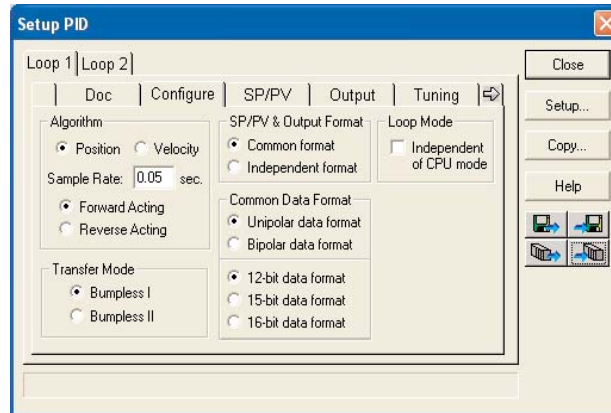 Setup PID
Loop 1 Loop 2
Doc Configure SP/PV Output Tuning
Algorithm
Position Velocity
Sample Rate: 0.05 sec.
Forward Acting
Reverse Acting
Transfer Mode
Bumpless I
Bumpless II
SP/PV & Output Format
Common format
Independent format
Common Data Format
Unipolar data format
Bipolar data format
12-bit data format
15-bit data format
16-bit data format
Loop Mode
Independent
of CPU mode
Close
Setup...
Copy...
Help